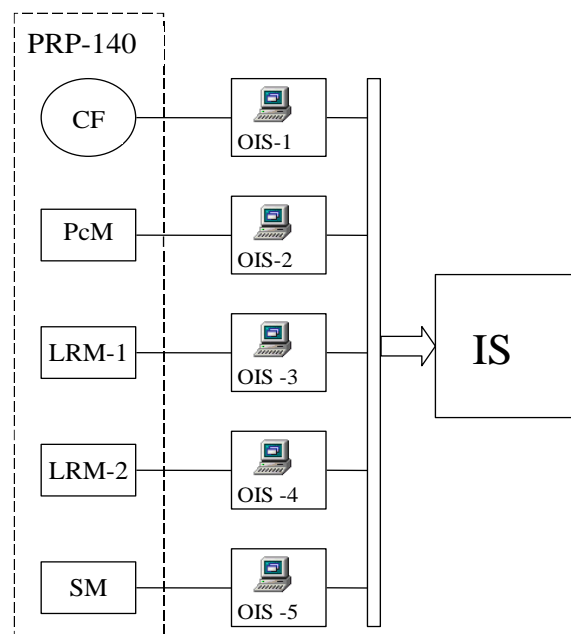 PRP-140
CF
OIS-1
PcM
OIS-2
LRM-1
OIS -3
IS
LRM-2
OIS -4
SM
OIS -5